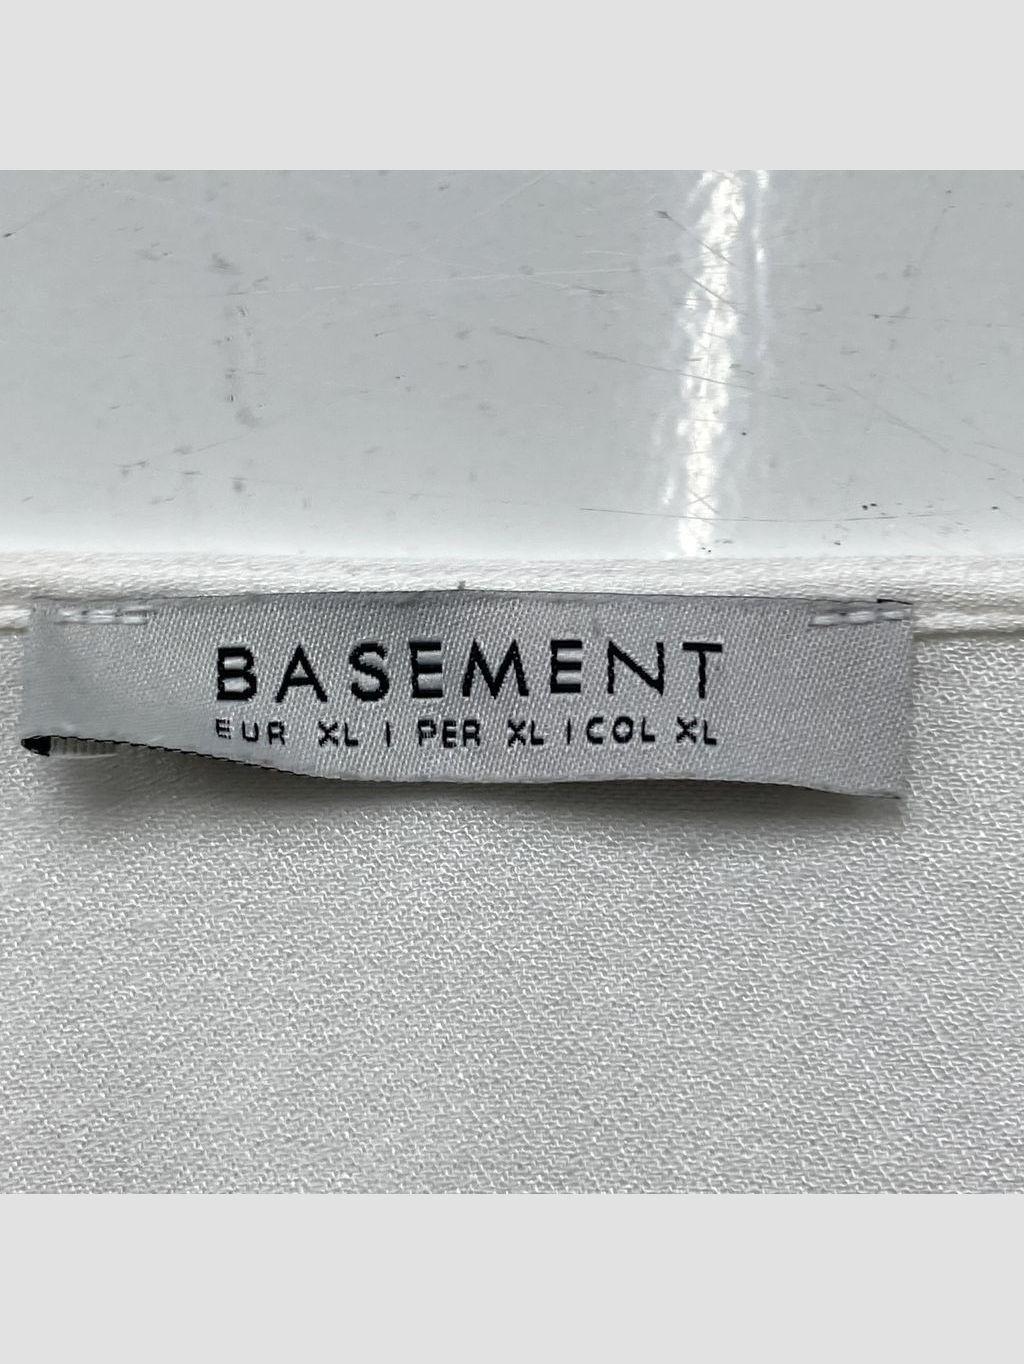 BASEMENT
EUR XL | PER XL | COL XL